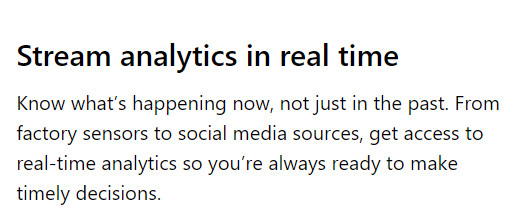 Stream analytics in real time
Know what’s happening now, not just in the past. From
factory sensors to social media sources, get access to
real-time analytics so you’re always ready to make
timely decisions.